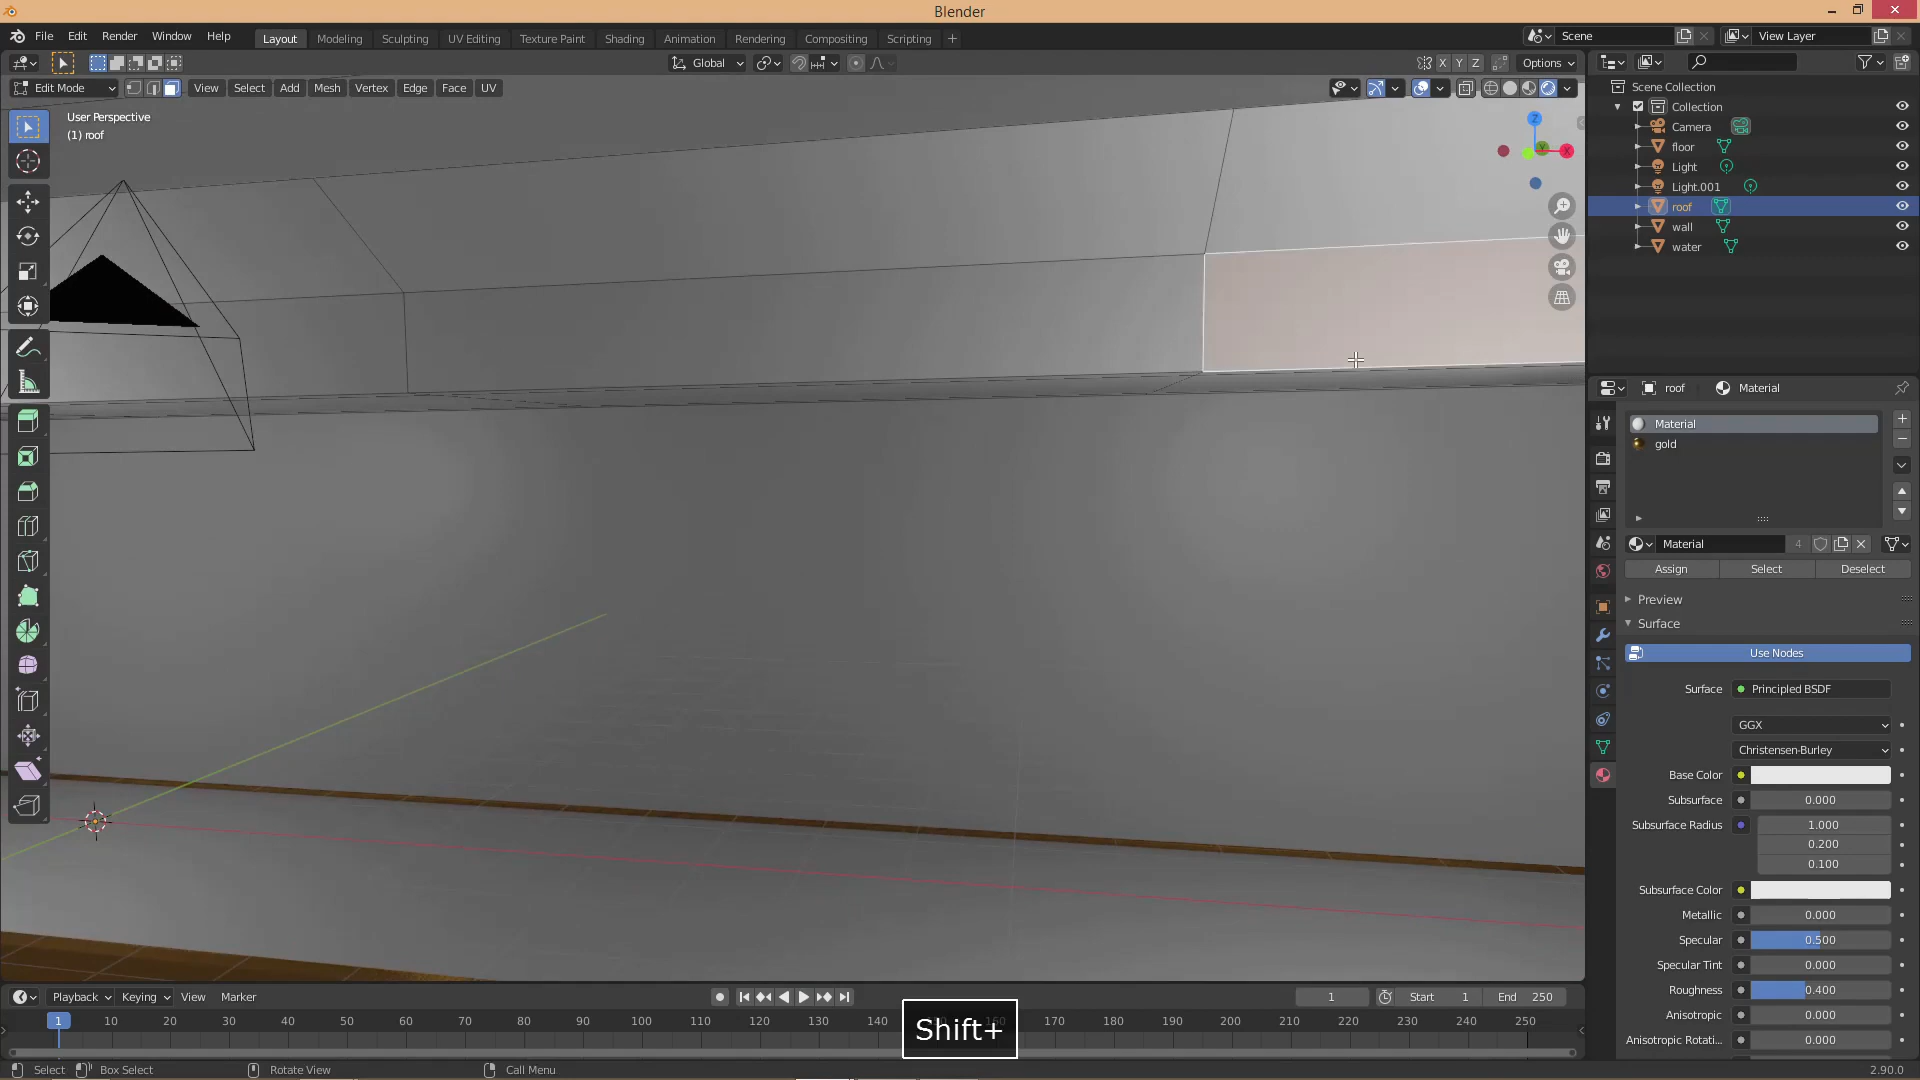 Blender
File Edit Render Window Help
Layout Modeling Sculpting UV Editing Texture Paint Shading Animation Rendering Compositing Scripting
Scene
View Layer
Global
X Y Z
Options
Edit Mode
View Select Add Mesh Vertex Edge Face UV
User Perspective
(1) roof
Z
X
Y
Scene Collection
Collection
Camera
floor
Light
Light.001
roof
wall
water
roof Material
Material
gold
Material 4
Assign Select Deselect
Preview
Surface
Use Nodes
Surface Principled BSDF
GGX
Christensen-Burley
Base Color
Subsurface 0.000
Subsurface Radius 1.000
0.200
0.100
Subsurface Color
Metallic 0.000
Specular 0.500
Specular Tint 0.000
Roughness 0.400
Anisotropic 0.000
Anisotropic Rotati... 0.000
Playback Keying View Marker
1 Start 1 End 250
1 10 20 30 40 50 60 70 80 90 100 110 120 130 140 160 170 180 190 200 210 220 230 240 250
Shift+
Select Box Select Rotate View Call Menu
2.90.0